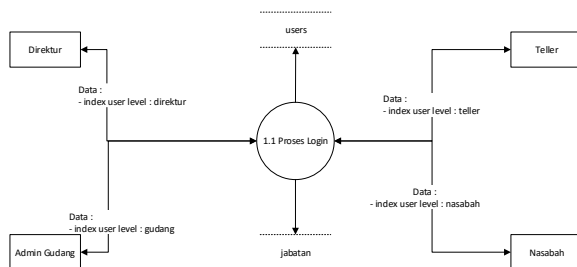 users
Direktur
Teller
Data :
- index user level : direktur
Data :
- index user level : teller
1.1 Proses Login
Data :
- index user level : gudang
Data :
- index user level : nasabah
Admin Gudang
jabatan
Nasabah